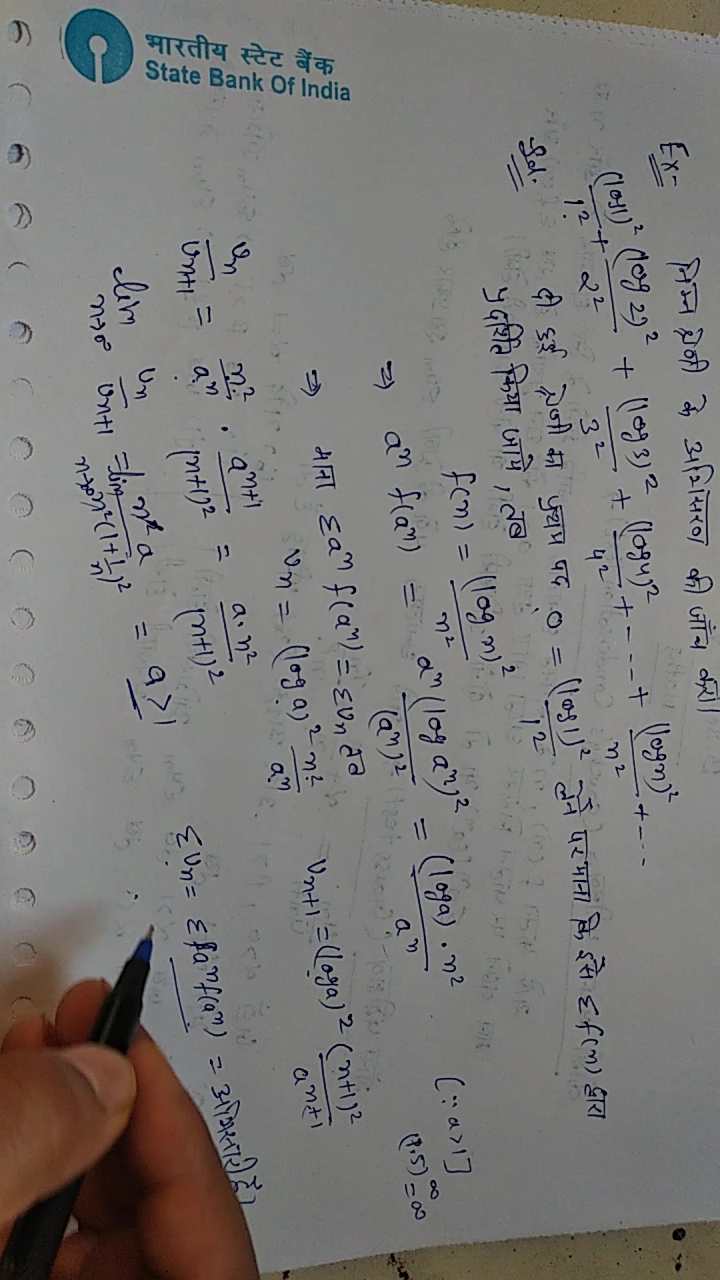 भारतीय स्टेट बैंक
State Bank Of India
Ex- निम्न श्रेणी के अभिसरण की जाँच करो।
(log1)²/1² + (log 2)²/2² + (log3)²/3² + (log4)²/4² + --- + (logn)²/n² + ---
हल. दी हुई श्रेणी का प्रथम पद 0 = (log1)²/1² लेने पर माना कि इसे Σf(n) द्वारा
प्रदर्शित किया जाये, तब
f(n) = (log n)²/n²
⇒ aⁿ f(aⁿ) = aⁿ(log aⁿ)²/(aⁿ)² = (loga)·n²/aⁿ (∵ a>1]
(1.5)^∞ = ∞
⇒ माना Σaⁿ f(aⁿ) = Σvn तब
vn = (log a)² n²/aⁿ vn+1 = (log a)² (n+1)²/aⁿ⁺¹
vn/vn+1 = n²/aⁿ · aⁿ⁺¹/(n+1)² = a·n²/(n+1)²
lim n→∞ vn/vn+1 = lim n→∞ n²a/n²(1+1/n)² = a>1
Σvn = Σaⁿf(aⁿ) = अभिसारी है।